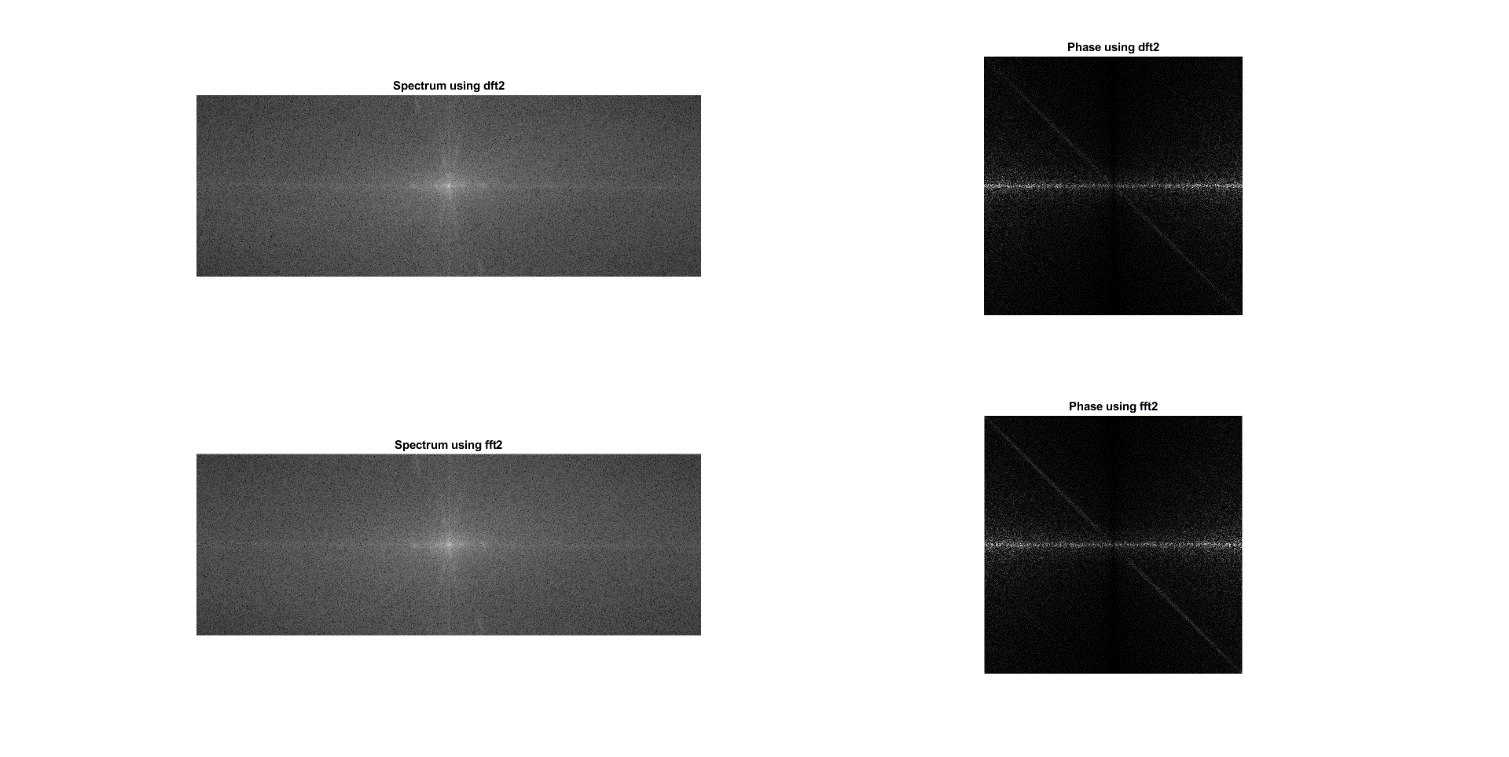 Spectrum using dft2
Phase using dft2
Spectrum using fft2
Phase using fft2